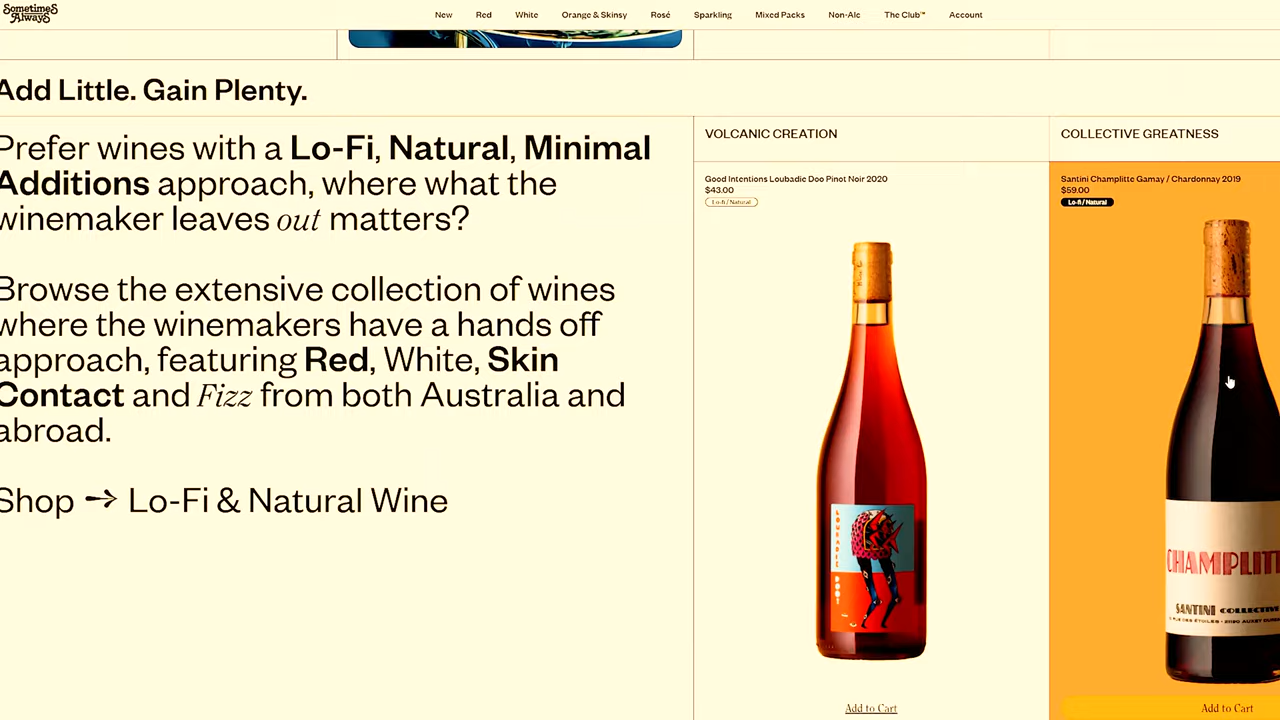 SometimeS
Always
New
Red
White
Orange & Skinsy
Rosé
Sparkling
Mixed Packs
Non-Alc
The Club™
Account
Add Little. Gain Plenty.
Prefer wines with a Lo-Fi, Natural, Minimal
Additions approach, where what the
winemaker leaves out matters?
Browse the extensive collection of wines
where the winemakers have a hands off
approach, featuring Red, White, Skin
Contact and Fizz from both Australia and
abroad.
Shop ➺ Lo-Fi & Natural Wine
VOLCANIC CREATION
Good Intentions Loubadie Doo Pinot Noir 2020
$43.00
Lo-fi / Natural
LOUBADIE DOO!
Add to Cart
COLLECTIVE GREATNESS
Santini Champlitte Gamay / Chardonnay 2019
$59.00
Lo-fi / Natural
CHAMPLIT
SANTINI COLLECTIVE
Add to Cart